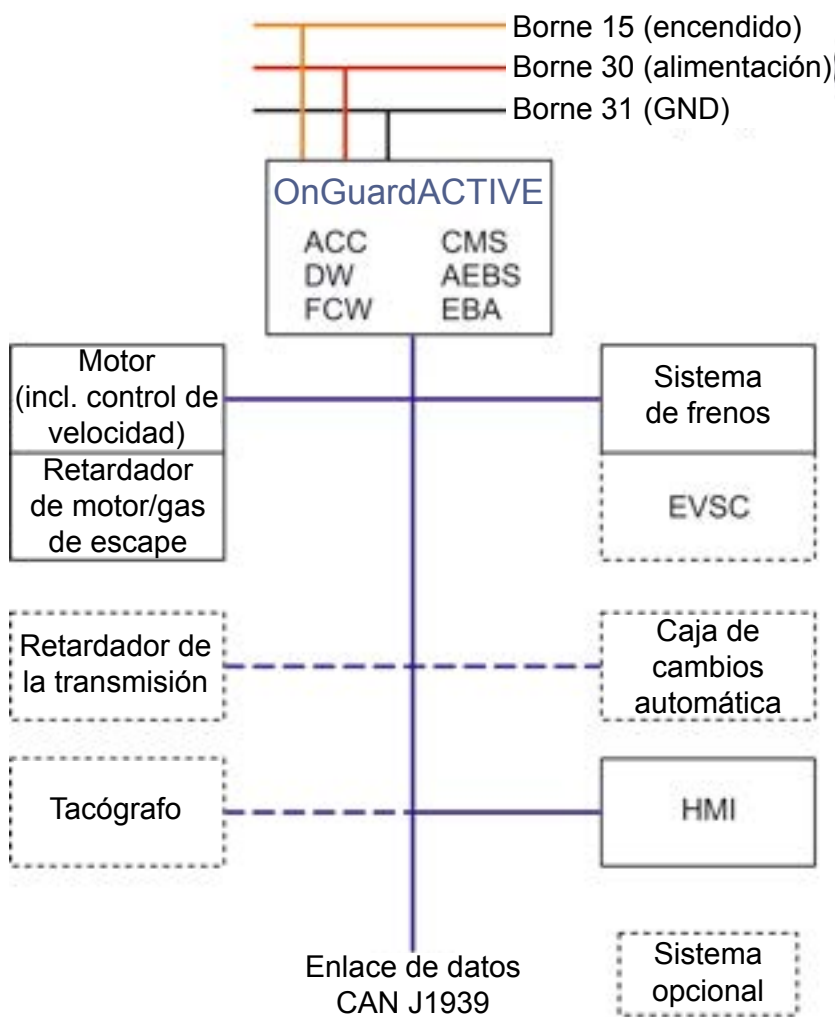 Borne 15 (encendido)
Borne 30 (alimentación)
Borne 31 (GND)
OnGuardACTIVE
ACC CMS
DW AEBS
FCW EBA
Motor
(incl. control de
velocidad)
Retardador
de motor/gas
de escape
Sistema
de frenos
EVSC
Retardador de
la transmisión
Caja de
cambios
automática
Tacógrafo
HMI
Enlace de datos
CAN J1939
Sistema
opcional